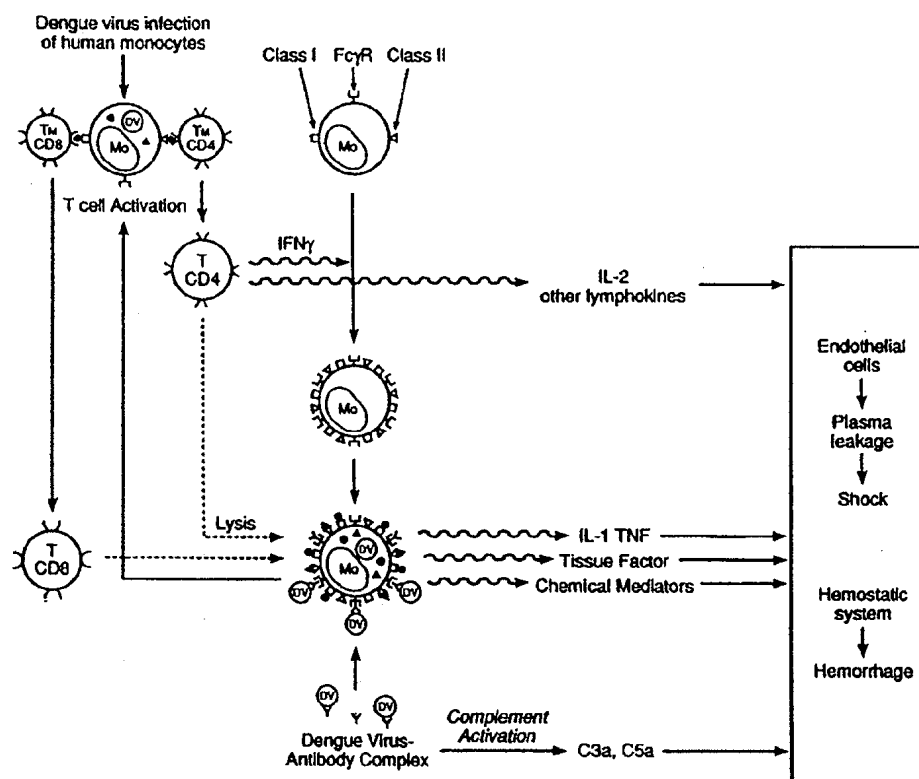 Dengue virus infection
of human monocytes
Class I
FcγR
Class II
TM
CD8
DV
Mo
TM
CD4
Mo
T cell Activation
T
CD4
IFNγ
IL-2
other lymphokines
Endothelial
cells
Plasma
leakage
Shock
Mo
Lysis
T
CD8
DV
Mo
DV
DV
DV
IL-1 TNF
Tissue Factor
Chemical Mediators
Hemostatic
system
Hemorrhage
DV
DV
Dengue Virus-
Antibody Complex
Complement
Activation
C3a, C5a